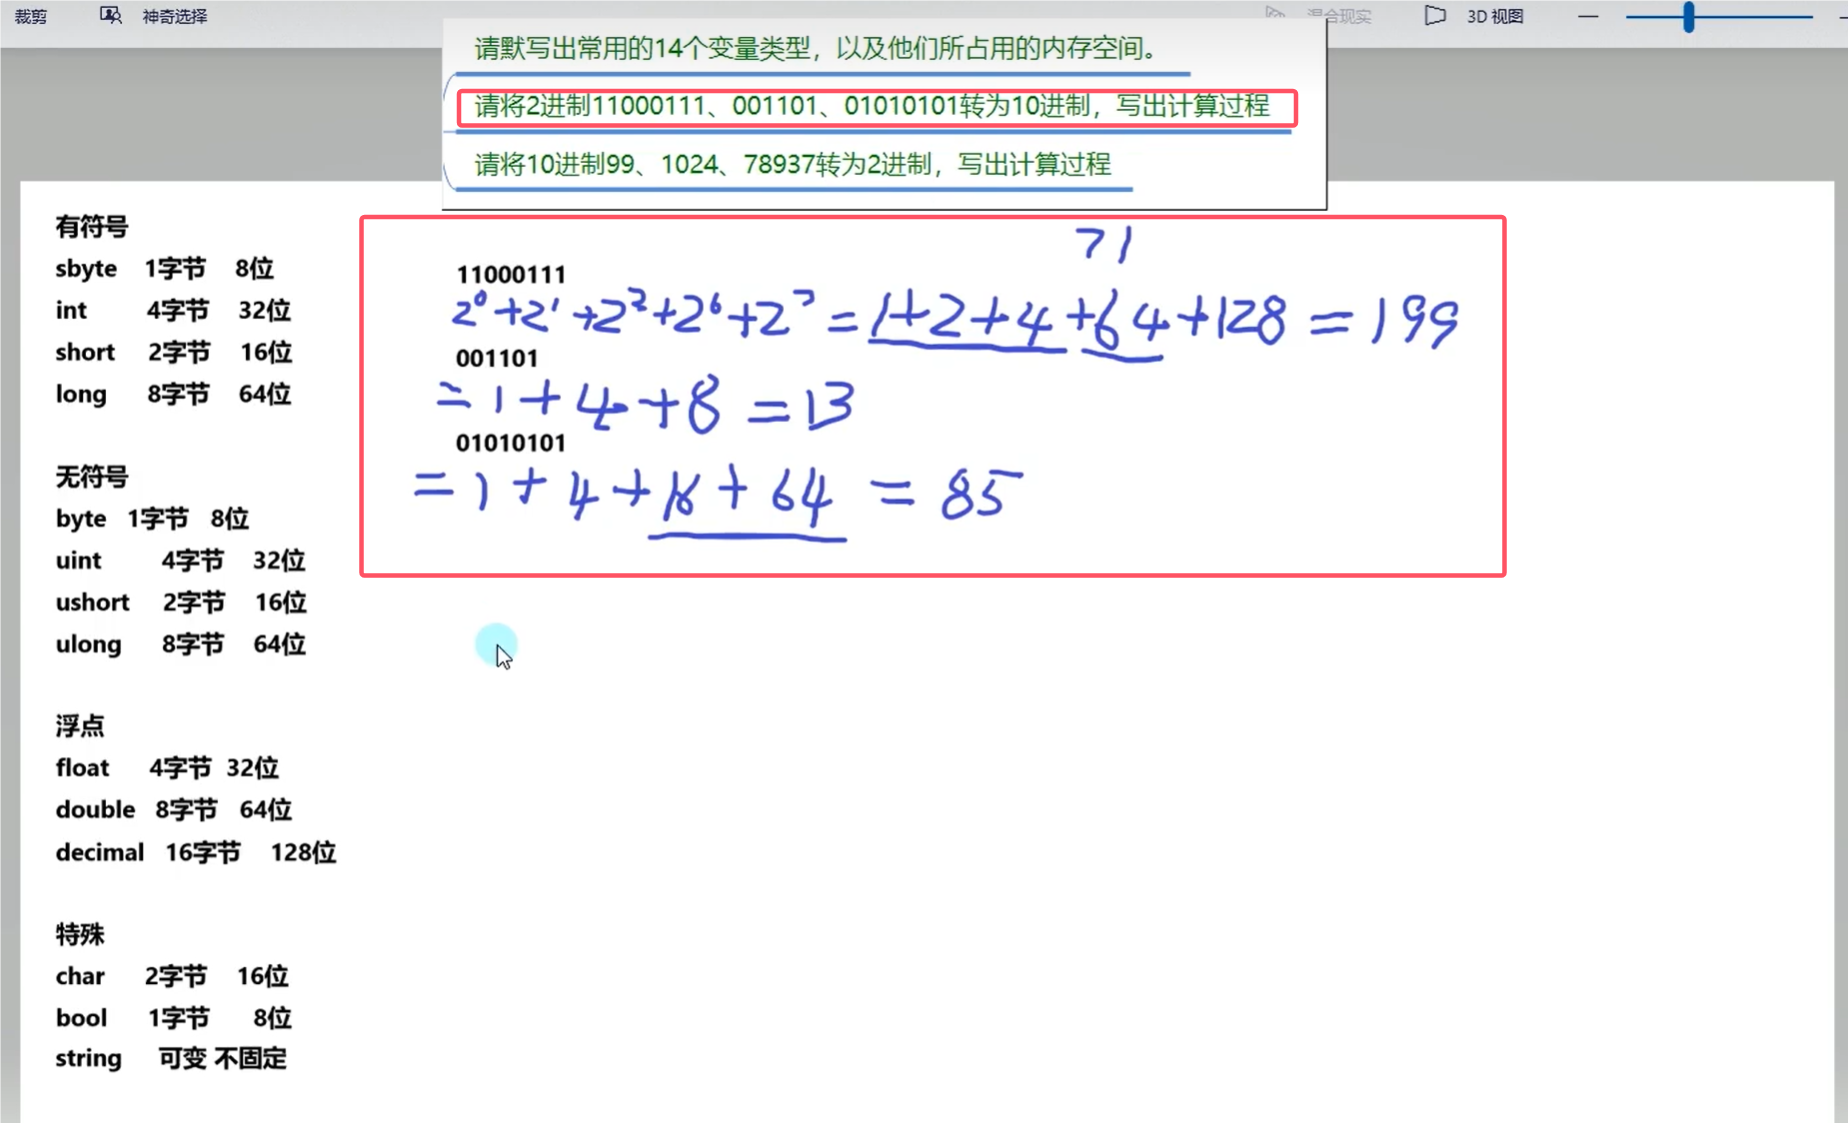 裁剪 神奇选择 混合现实 3D 视图
请默写出常用的14个变量类型，以及他们所占用的内存空间。
请将2进制11000111、001101、01010101转为10进制，写出计算过程
请将10进制99、1024、78937转为2进制，写出计算过程
有符号
sbyte 1字节 8位
int 4字节 32位
short 2字节 16位
long 8字节 64位
无符号
byte 1字节 8位
uint 4字节 32位
ushort 2字节 16位
ulong 8字节 64位
浮点
float 4字节 32位
double 8字节 64位
decimal 16字节 128位
特殊
char 2字节 16位
bool 1字节 8位
string 可变 不固定
71
11000111
2⁰+2¹+2²+2⁶+2⁷=1+2+4+64+128=199
001101
=1+4+8=13
01010101
=1+4+16+64=85